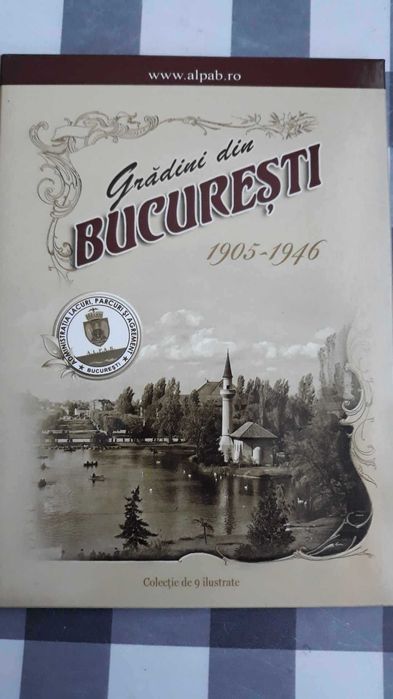 www.alpab.ro
Grădini din
BUCUREȘTI
1905-1946
ADMINISTRAȚIA LACURI, PARCURI ȘI AGREMENT
A.L.P.A.B.
★ BUCUREȘTI ★
Colecție de 9 ilustrate